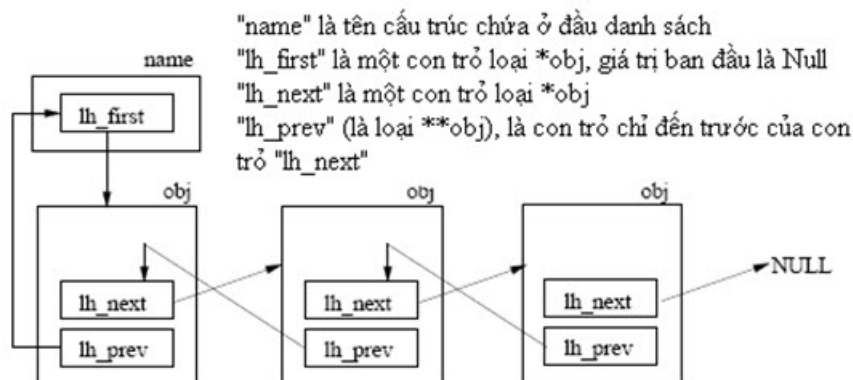 "name" là tên cấu trúc chứa ở đầu danh sách
"lh_first" là một con trỏ loại *obj, giá trị ban đầu là Null
"lh_next" là một con trỏ loại *obj
"lh_prev" (là loại **obj), là con trỏ chỉ đến trước của con
trỏ "lh_next"
name
lh_first
obj
obj
obj
NULL
lh_next
lh_next
lh_next
lh_prev
lh_prev
lh_prev